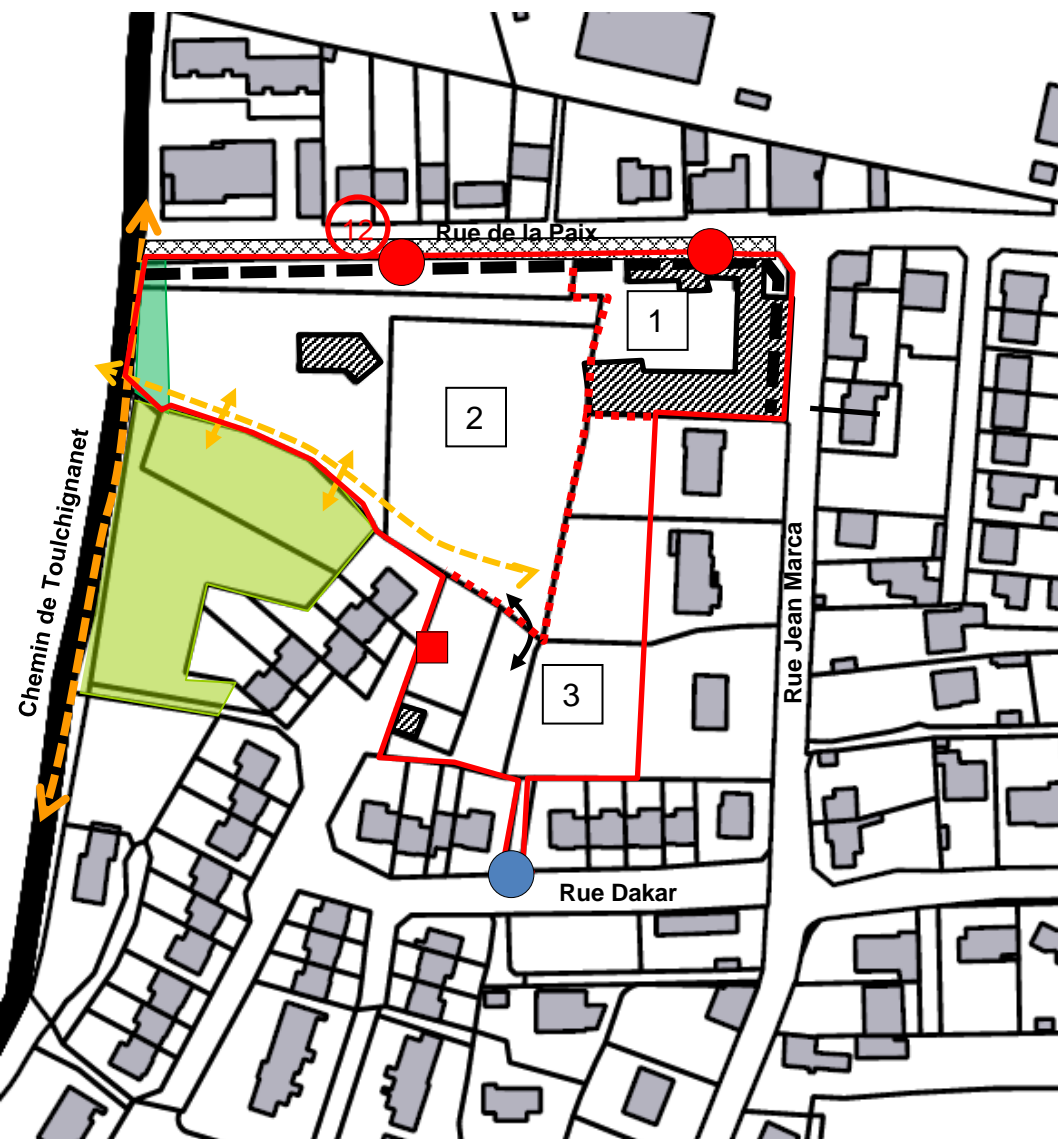 12
Rue de la Paix
1
2
Chemin de Toulchignanet
Rue Jean Marca
3
Rue Dakar